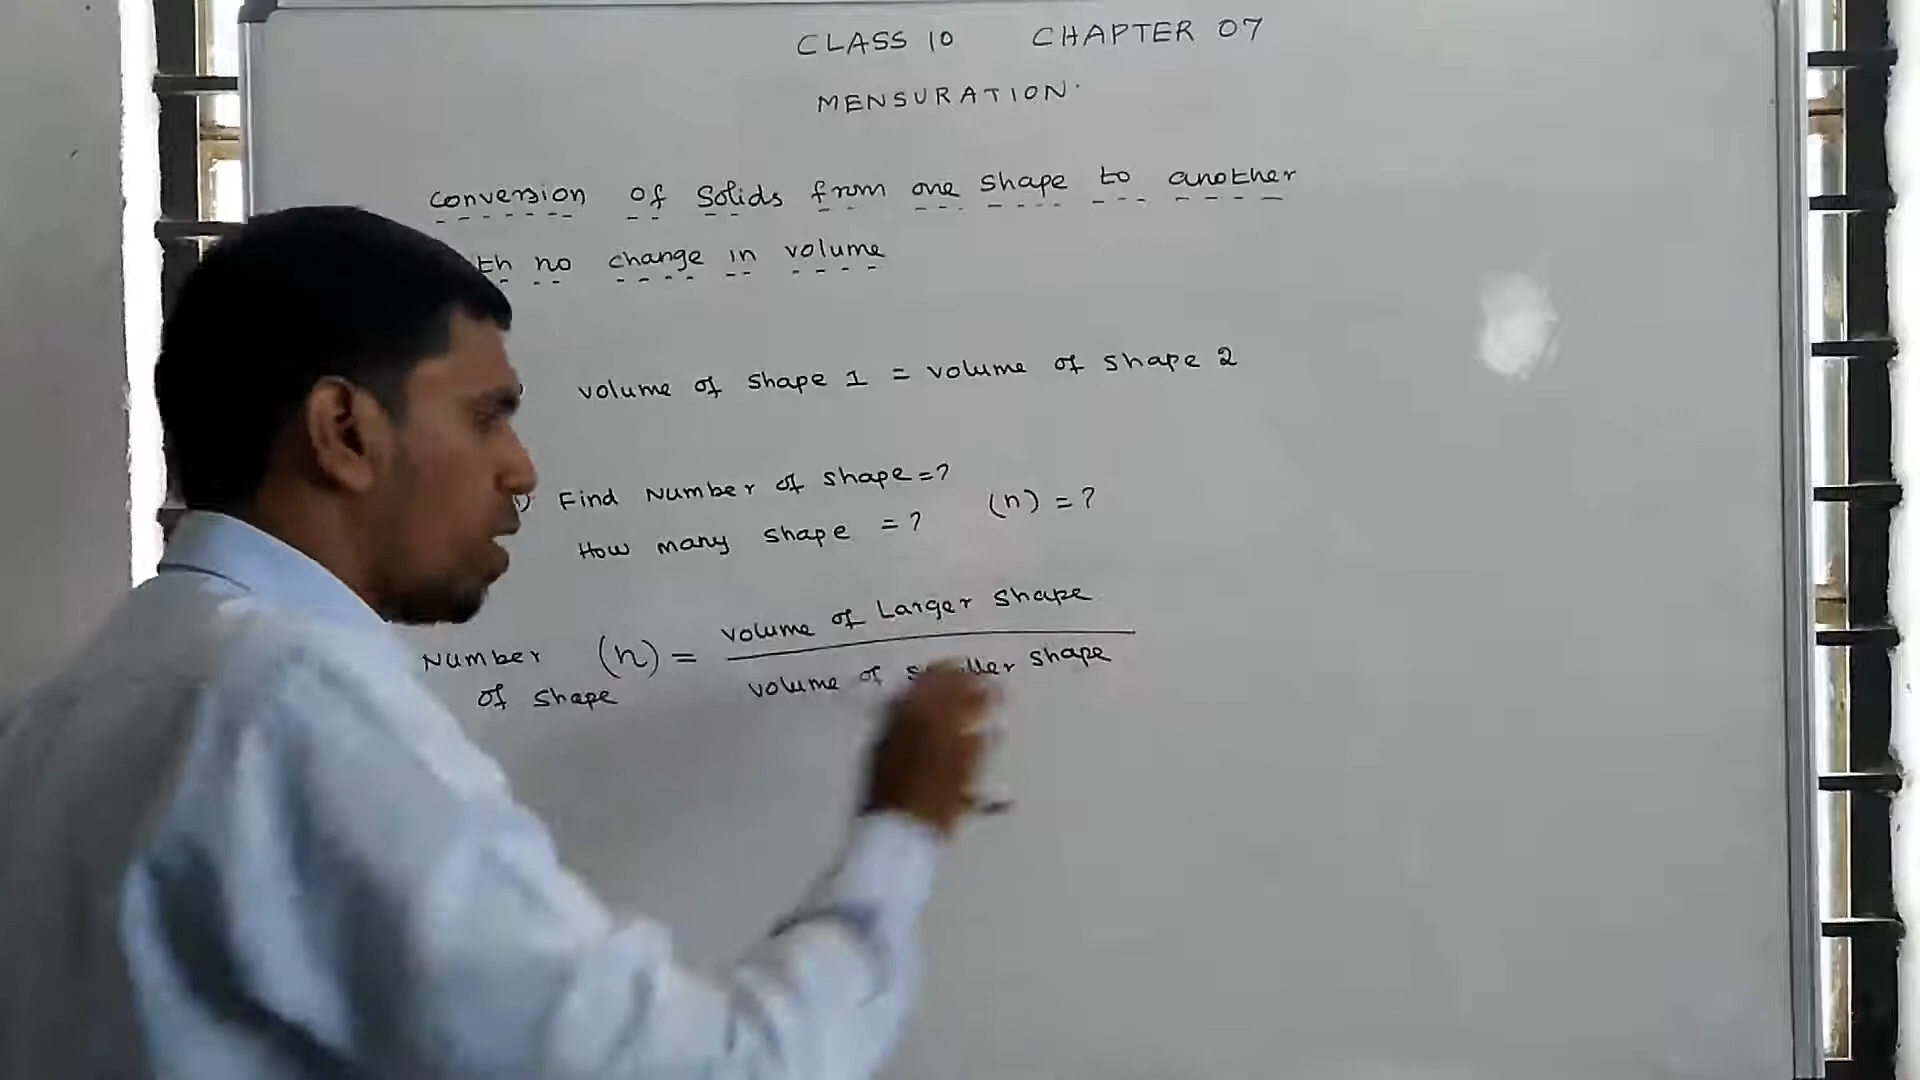 CLASS 10 CHAPTER 07
MENSURATION.
conversion of solids from one shape to another
th no change in volume
volume of shape 1 = volume of shape 2
Find Number of shape = ?
How many shape = ? (n) = ?
Number of shape (n) = volume of Larger shape
volume of smaller shape